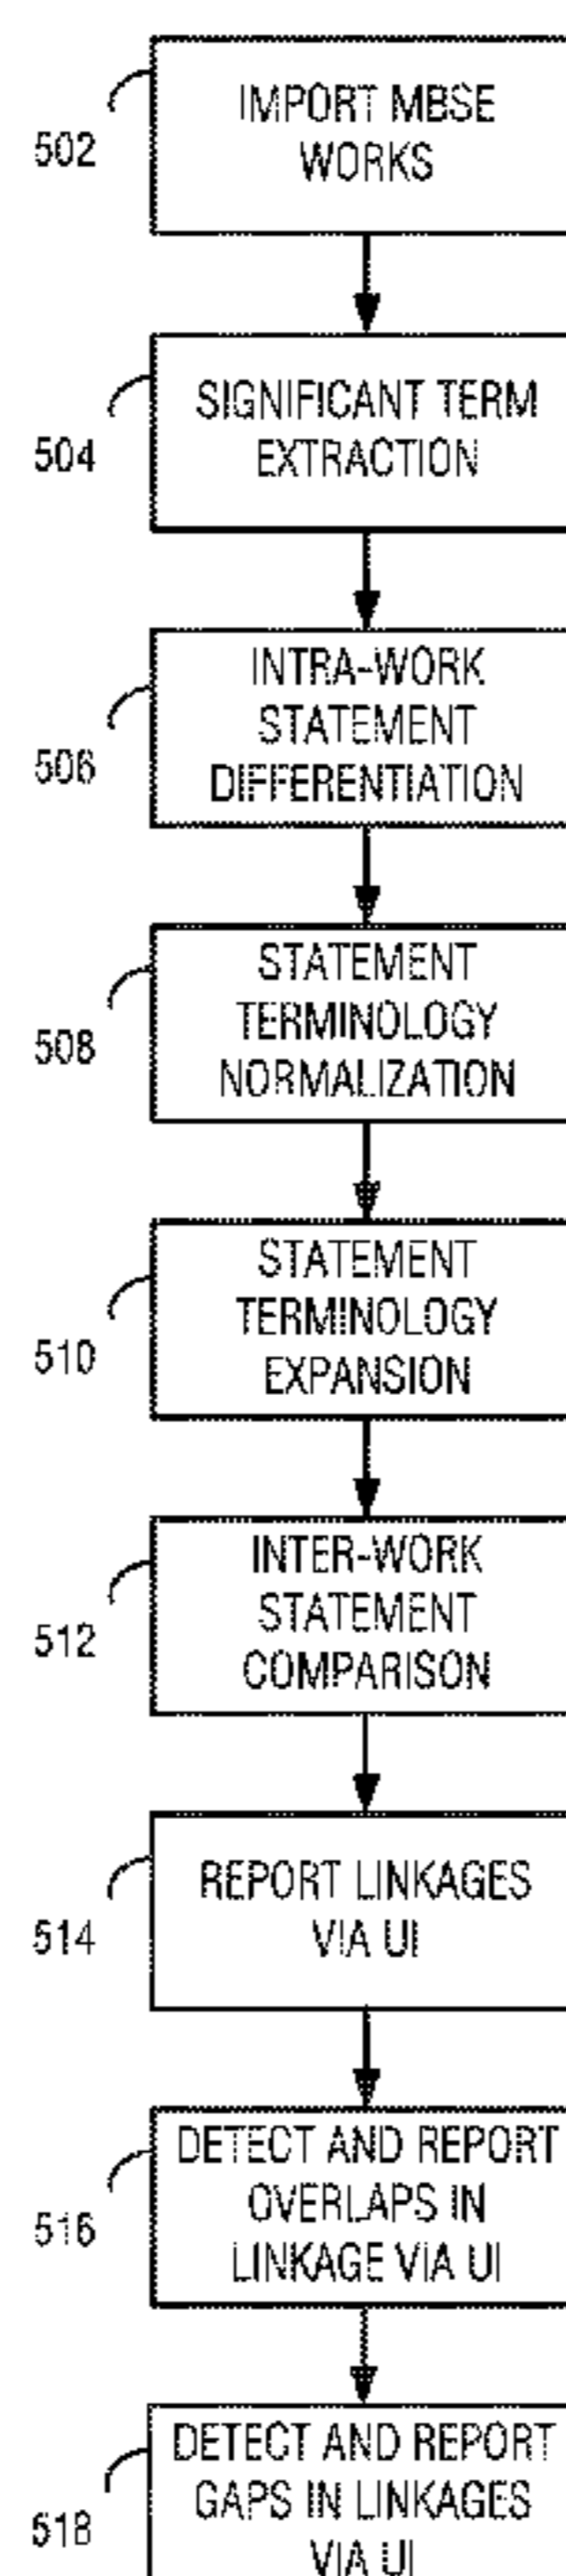 IMPORT MBSE
WORKS
502
SIGNIFICANT TERM
EXTRACTION
504
INTRA-WORK
STATEMENT
DIFFERENTIATION
506
STATEMENT
TERMINOLOGY
NORMALIZATION
508
STATEMENT
TERMINOLOGY
EXPANSION
510
INTER-WORK
STATEMENT
COMPARISON
512
REPORT LINKAGES
VIA UI
514
DETECT AND REPORT
OVERLAPS IN
LINKAGE VIA UI
516
DETECT AND REPORT
GAPS IN LINKAGES
VIA UI
518